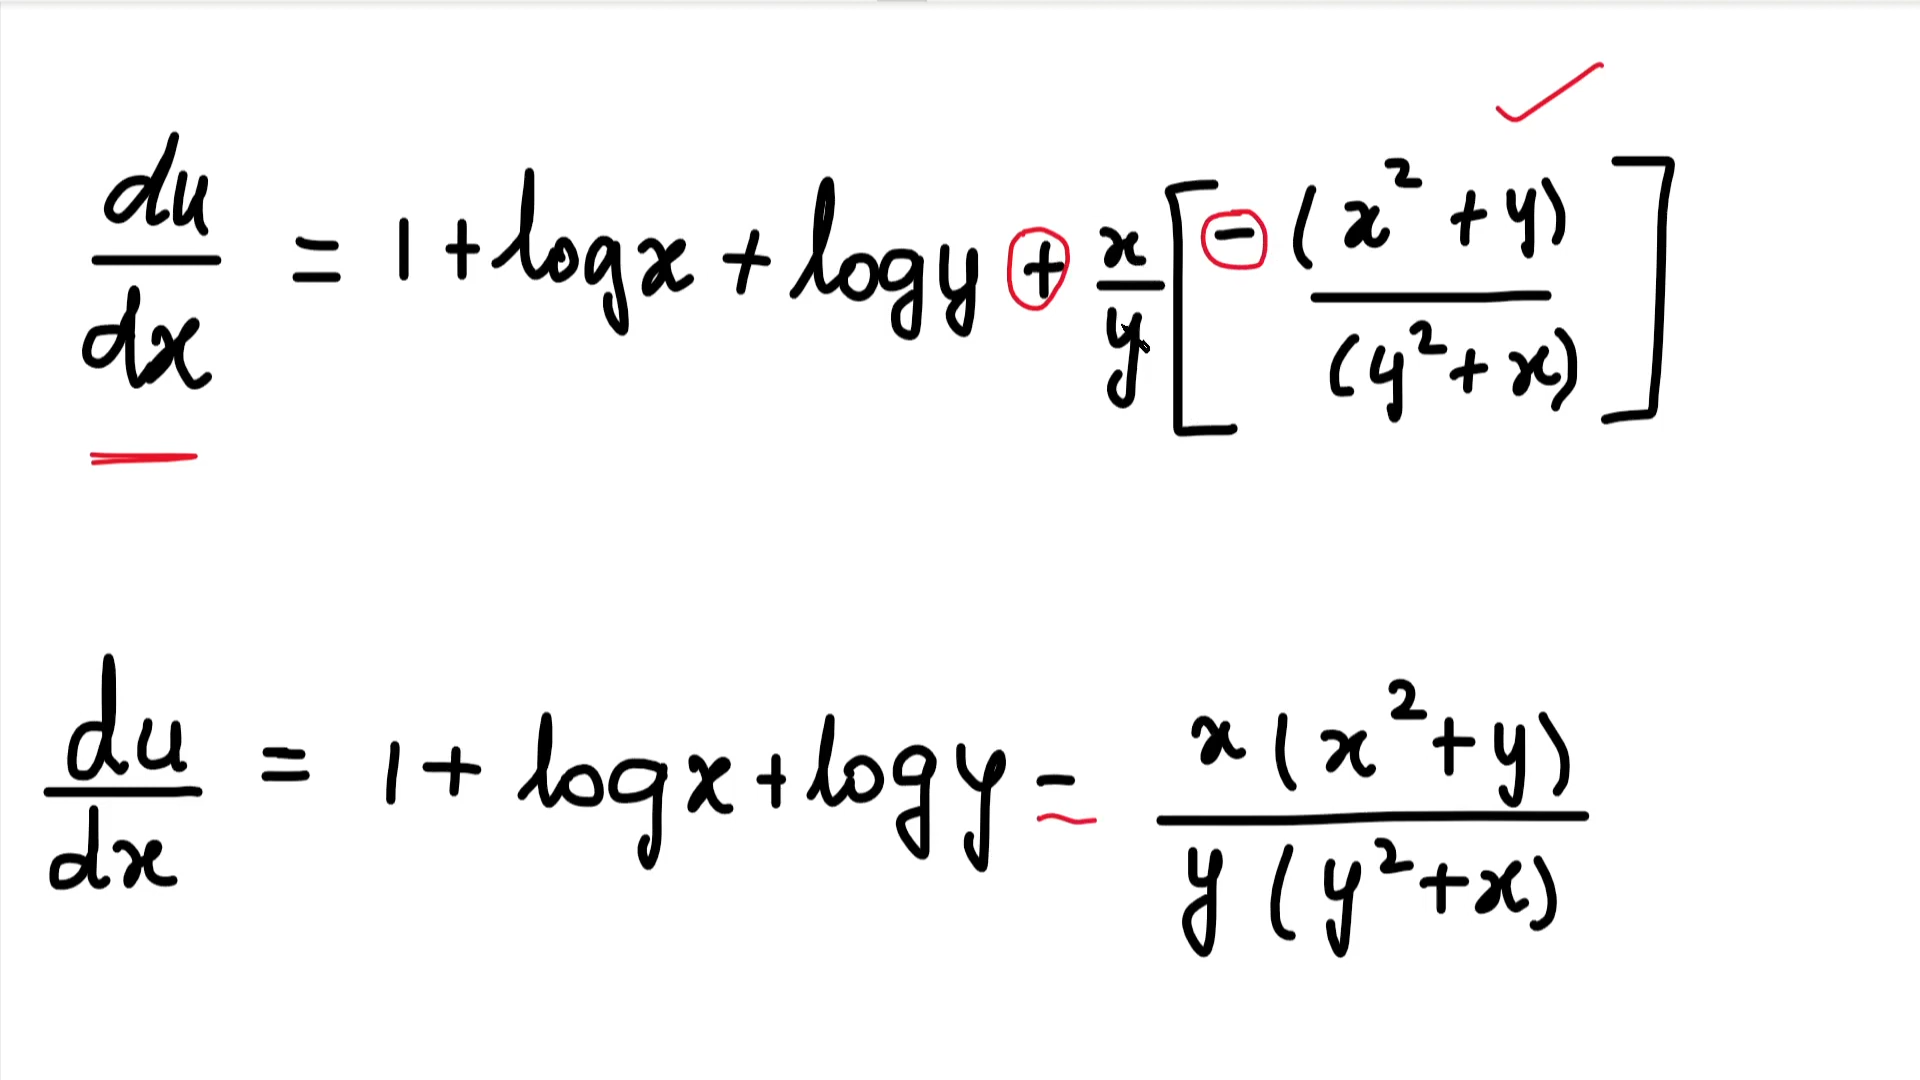 du/dx = 1 + log x + log y + x/y [ - (x² + y) / (y² + x) ]
du/dx = 1 + log x + log y - x(x² + y) / y(y² + x)